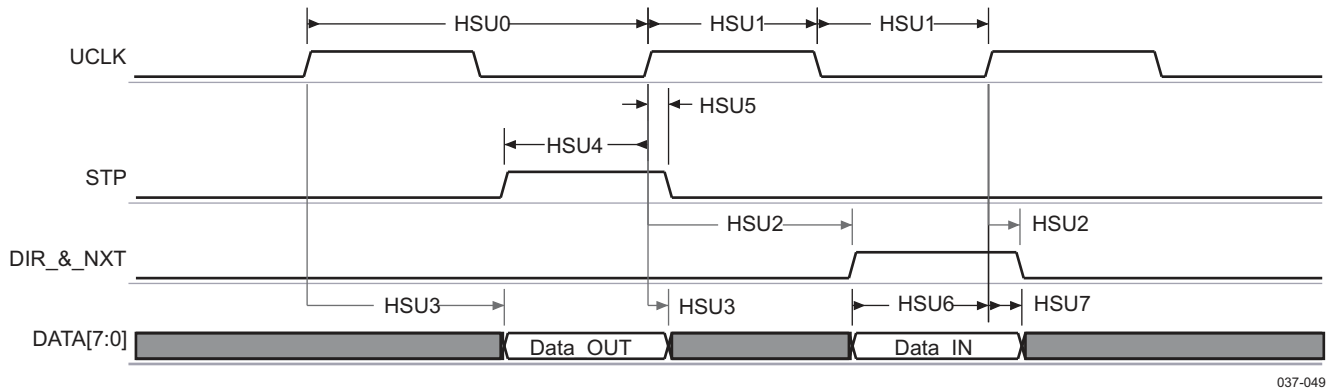 HSU0 HSU1 HSU1
UCLK
HSU5
HSU4
STP
HSU2 HSU2
DIR_&_NXT
HSU3 HSU3 HSU6 HSU7
DATA[7:0] Data_OUT Data_IN
037-049